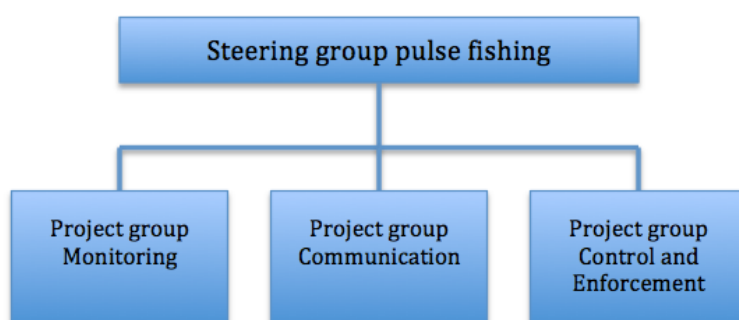 Steering group pulse fishing
Project group
Monitoring
Project group
Communication
Project group
Control and
Enforcement